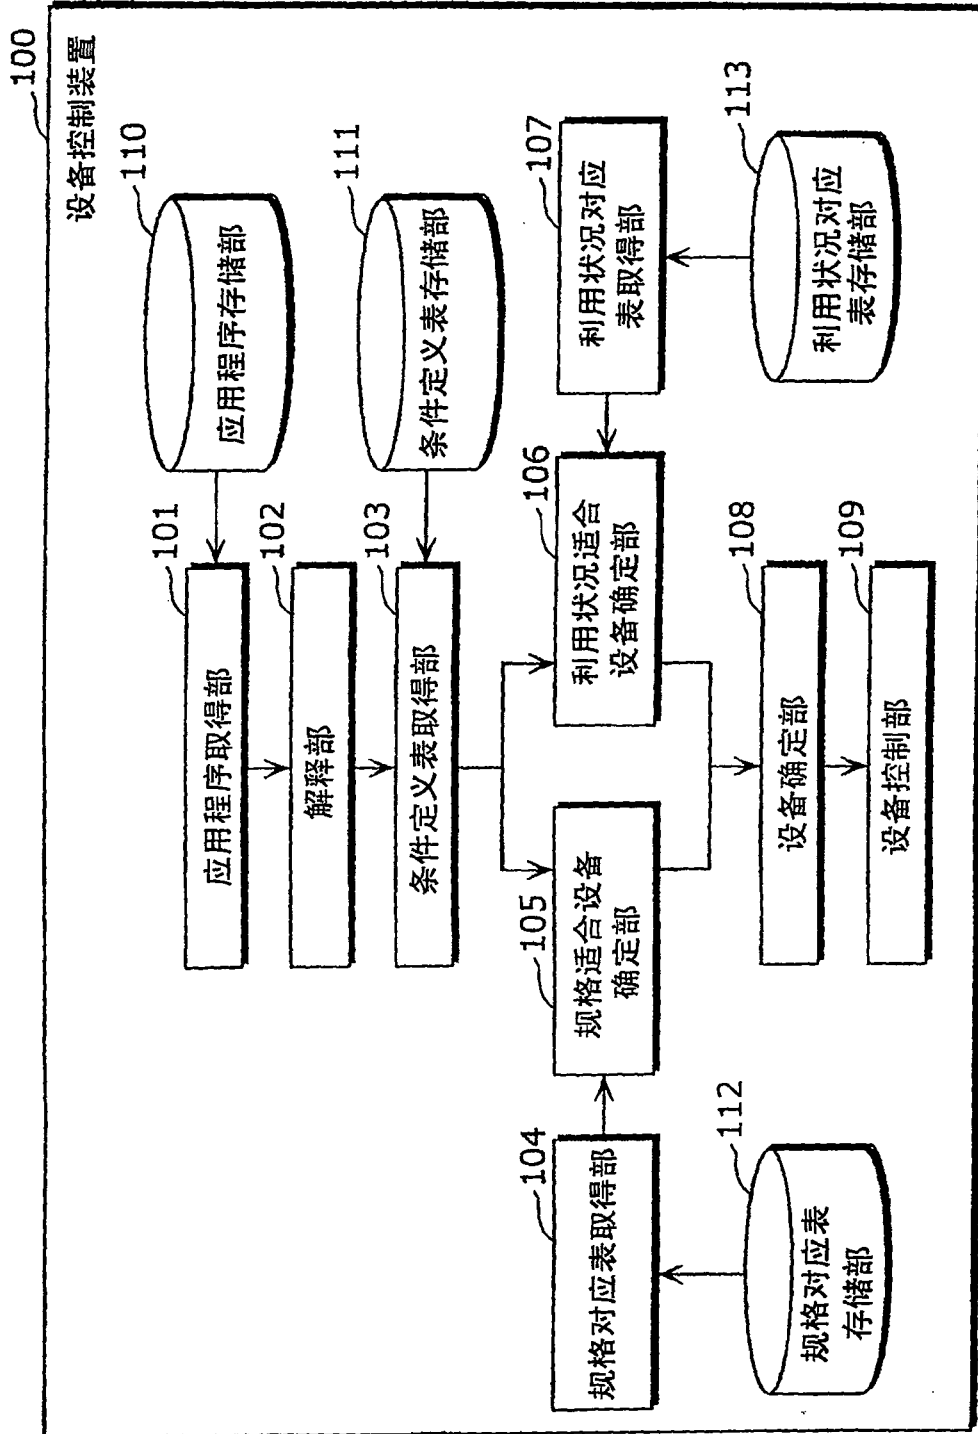 100
设备控制装置
110
应用程序存储部
101
应用程序取得部
102
解释部
111
条件定义表存储部
103
条件定义表取得部
104
规格对应表取得部
105
规格适合设备
确定部
106
利用状况适合
设备确定部
107
利用状况对应
表取得部
112
规格对应表
存储部
108
设备确定部
113
利用状况对应
表存储部
109
设备控制部